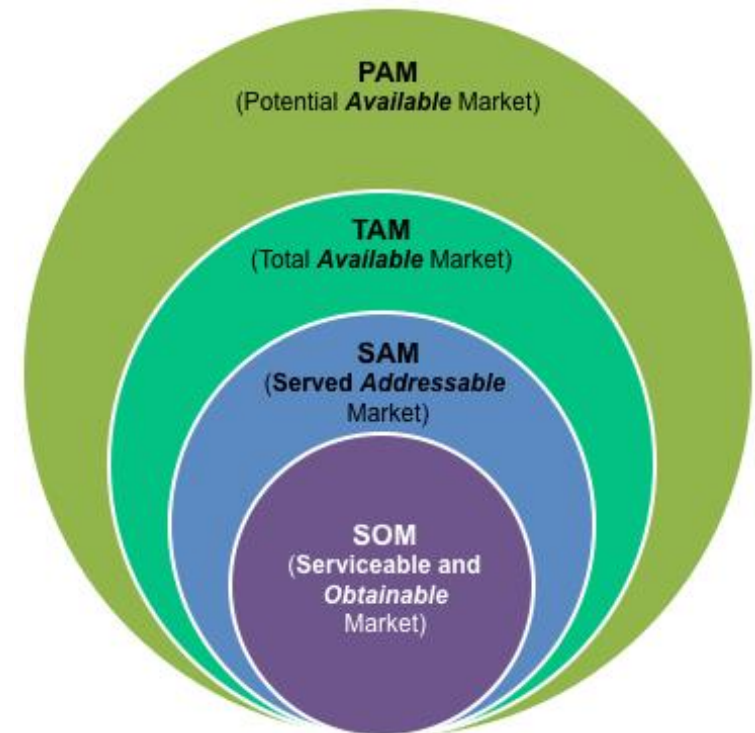 PAM
(Potential Available Market)
TAM
(Total Available Market)
SAM
(Served Addressable
Market)
SOM
(Serviceable and
Obtainable
Market)